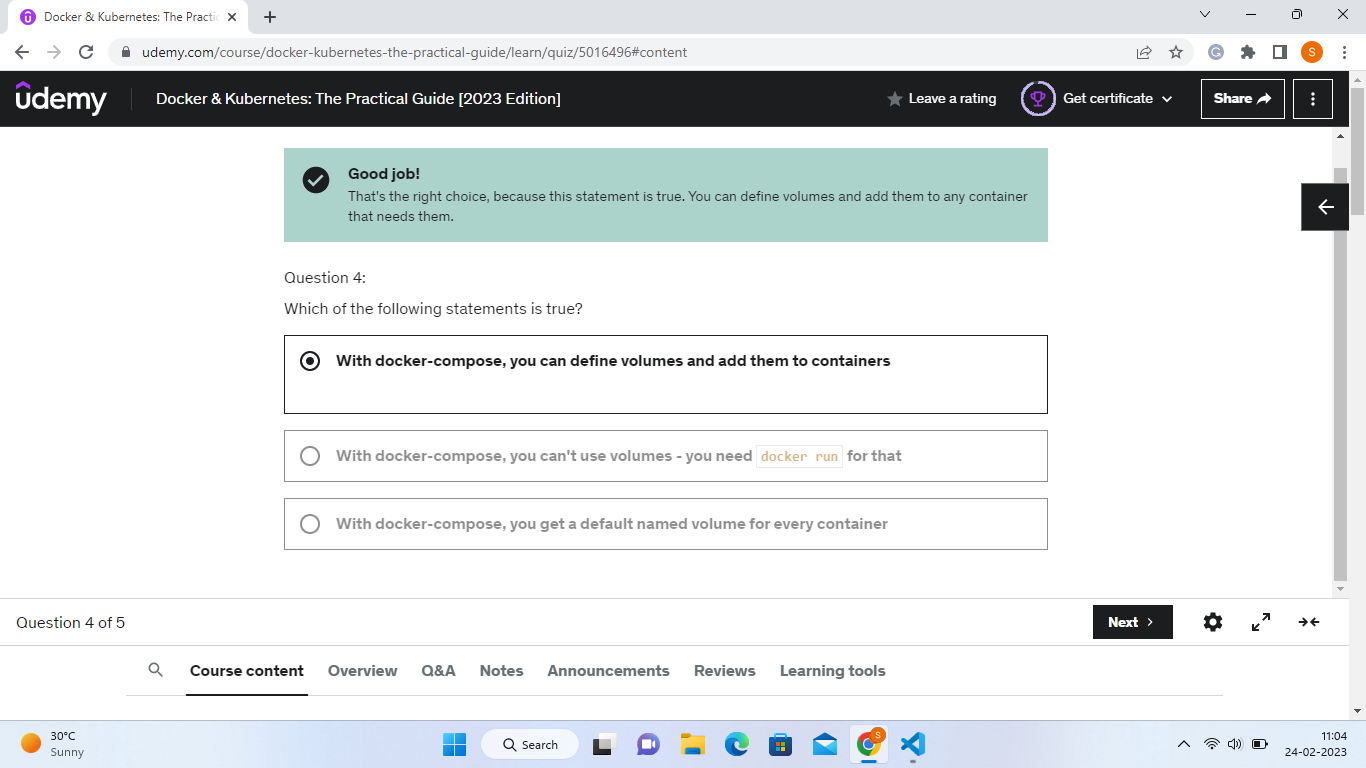 Docker & Kubernetes: The Practic
udemy.com/course/docker-kubernetes-the-practical-guide/learn/quiz/5016496#content
S
ûdemy
Docker & Kubernetes: The Practical Guide [2023 Edition]
Leave a rating
Get certificate
Share
Good job!
That's the right choice, because this statement is true. You can define volumes and add them to any container
that needs them.
Question 4:
Which of the following statements is true?
With docker-compose, you can define volumes and add them to containers
With docker-compose, you can't use volumes - you need docker run for that
With docker-compose, you get a default named volume for every container
Question 4 of 5
Next
Course content Overview Q&A Notes Announcements Reviews Learning tools
30°C
Sunny
Search
S
11:04
24-02-2023